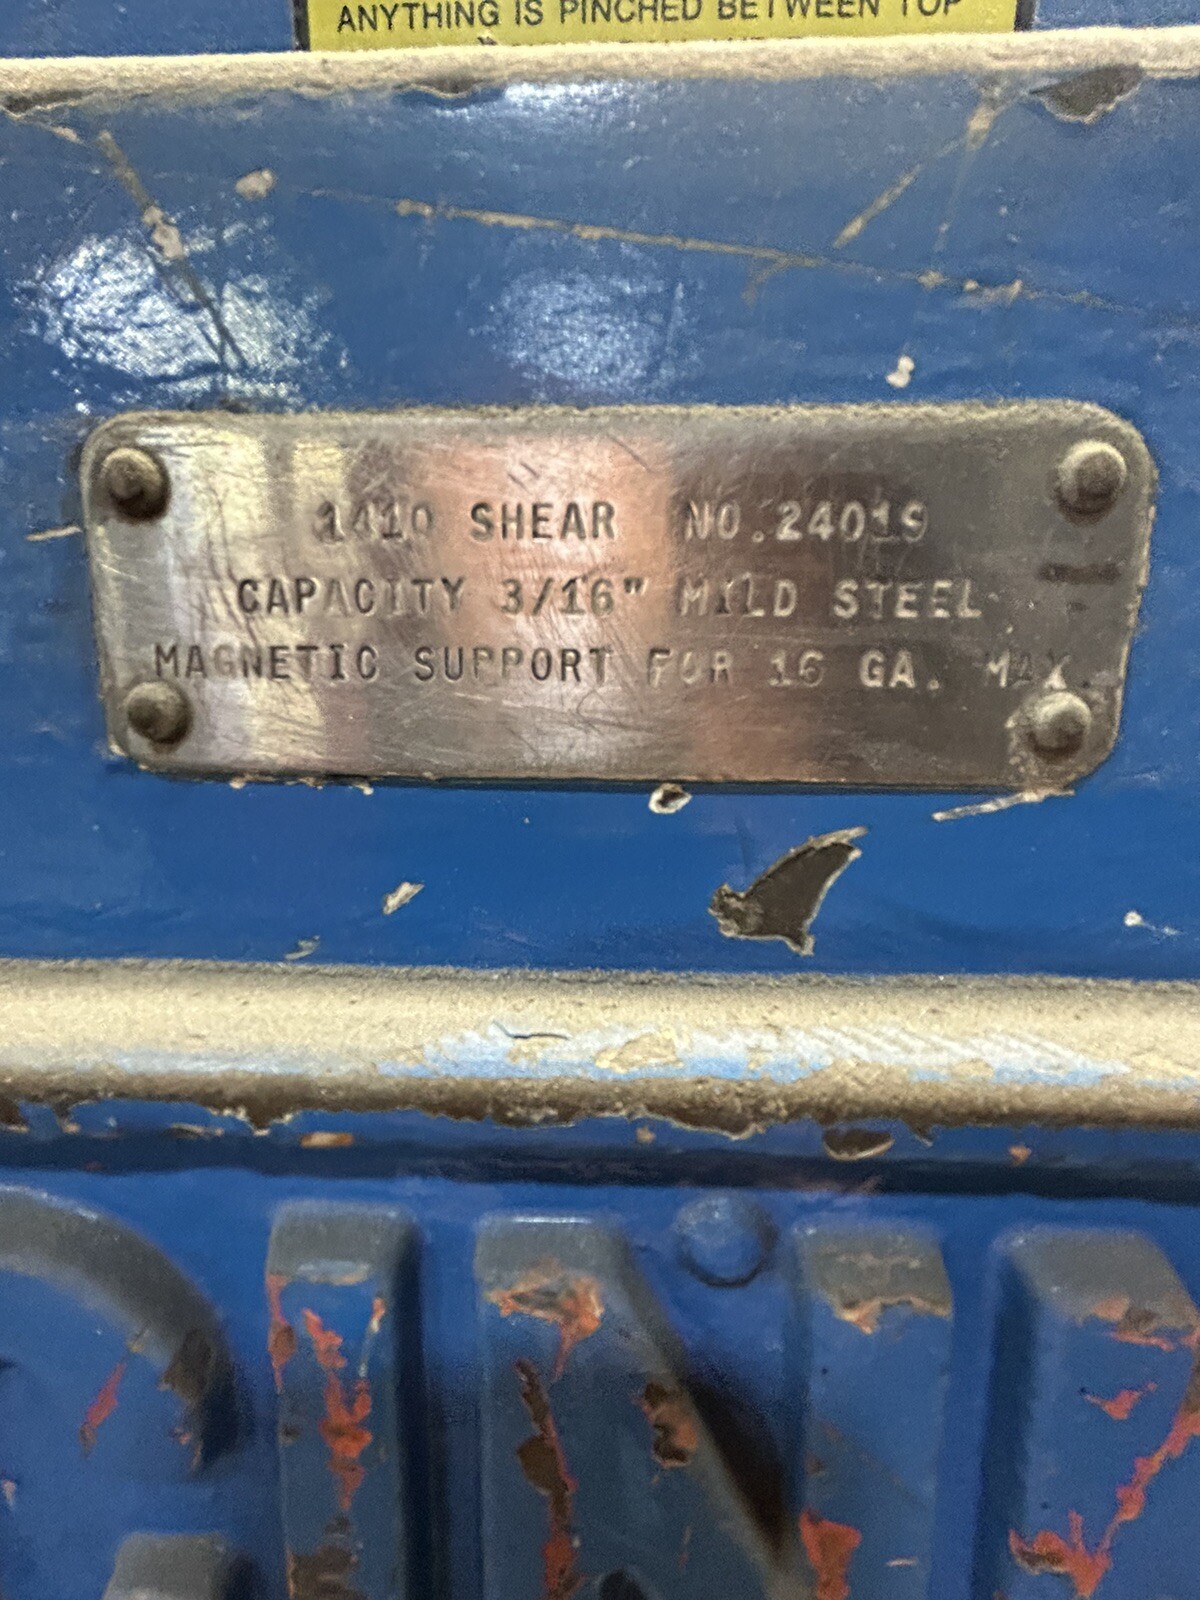 ANYTHING IS PINCHED BETWEEN TOP
1410 SHEAR NO.24019
CAPACITY 3/16" MILD STEEL
MAGNETIC SUPPORT FOR 16 GA. MAX.
CINN